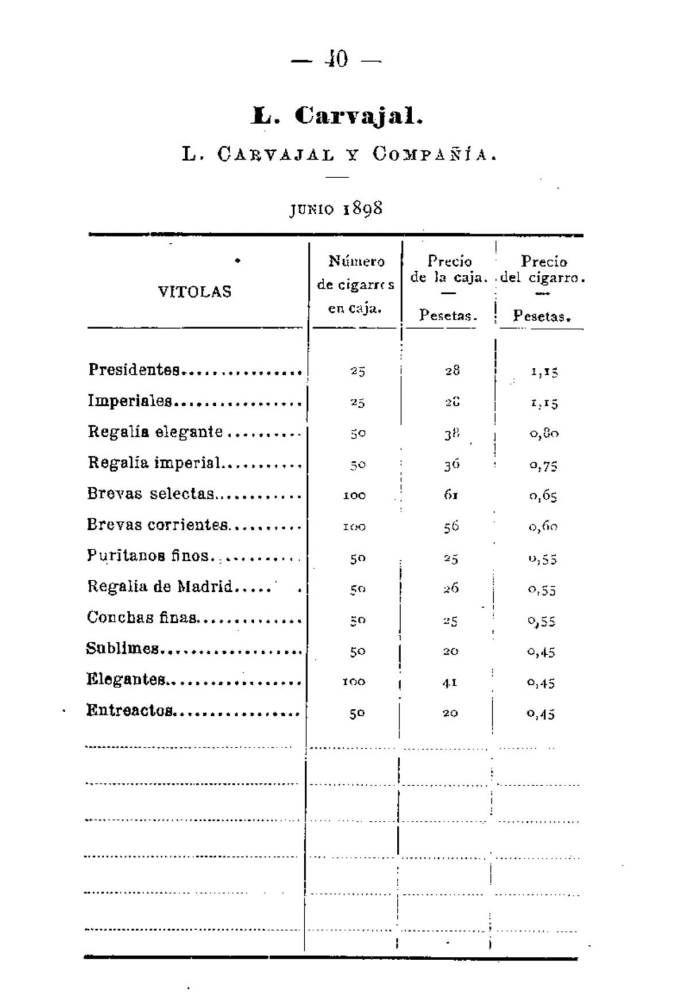 — 40 —
L. Carvajal.
L. CARVAJAL Y COMPAÑÍA.
JUNIO 1898
VITOLAS
Número de cigarros en caja.
Precio de la caja. — Pesetas.
Precio del cigarro. — Pesetas.
Presidentes................ 25 28 1,15
Imperiales................. 25 28 1,15
Regalía elegante.......... 50 38 0,80
Regalía imperial........... 50 36 0,75
Brevas selectas............ 100 61 0,65
Brevas corrientes.......... 100 56 0,60
Puritanos finos............ 50 25 0,55
Regalía de Madrid..... . 50 26 0,55
Conchas finas.............. 50 25 0,55
Sublimes................... 50 20 0,45
Elegantes.................. 100 41 0,45
Entreactos................. 50 20 0,45